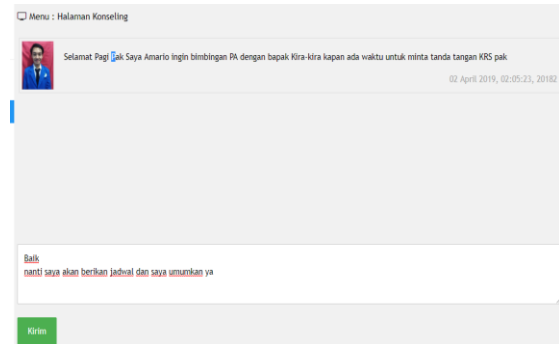 Menu : Halaman Konseling
Selamat Pagi Pak Saya Amario ingin bimbingan PA dengan bapak Kira-kira kapan ada waktu untuk minta tanda tangan KRS pak
02 April 2019, 02:05:23, 20182
Baik
nanti saya akan berikan jadwal dan saya umumkan ya
Kirim